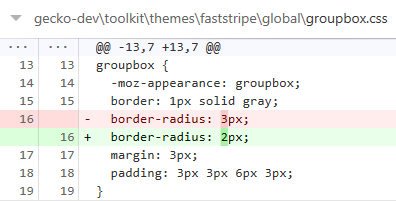 gecko-dev\toolkit\themes\faststripe\global\groupbox.css
... ... @@ -13,7 +13,7 @@
13 13 groupbox {
14 14 -moz-appearance: groupbox;
15 15 border: 1px solid gray;
16 - border-radius: 3px;
16 + border-radius: 2px;
17 17 margin: 3px;
18 18 padding: 3px 3px 6px 3px;
19 19 }